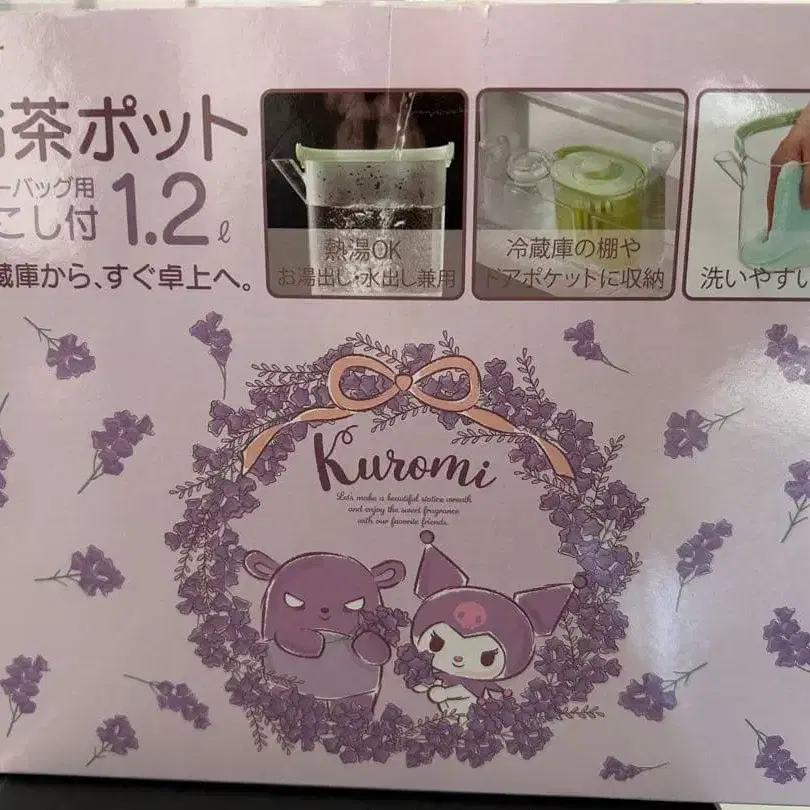 茶ポット
ーバッグ用
こし付
1.2ℓ
蔵庫から、すぐ卓上へ。
熱湯OK
お湯出し・水出し兼用
冷蔵庫の棚や
ドアポケットに収納
洗いやすい
Kuromi
Let's make a beautiful statice wreath
and enjoy the sweet fragrance
with our favorite friends.